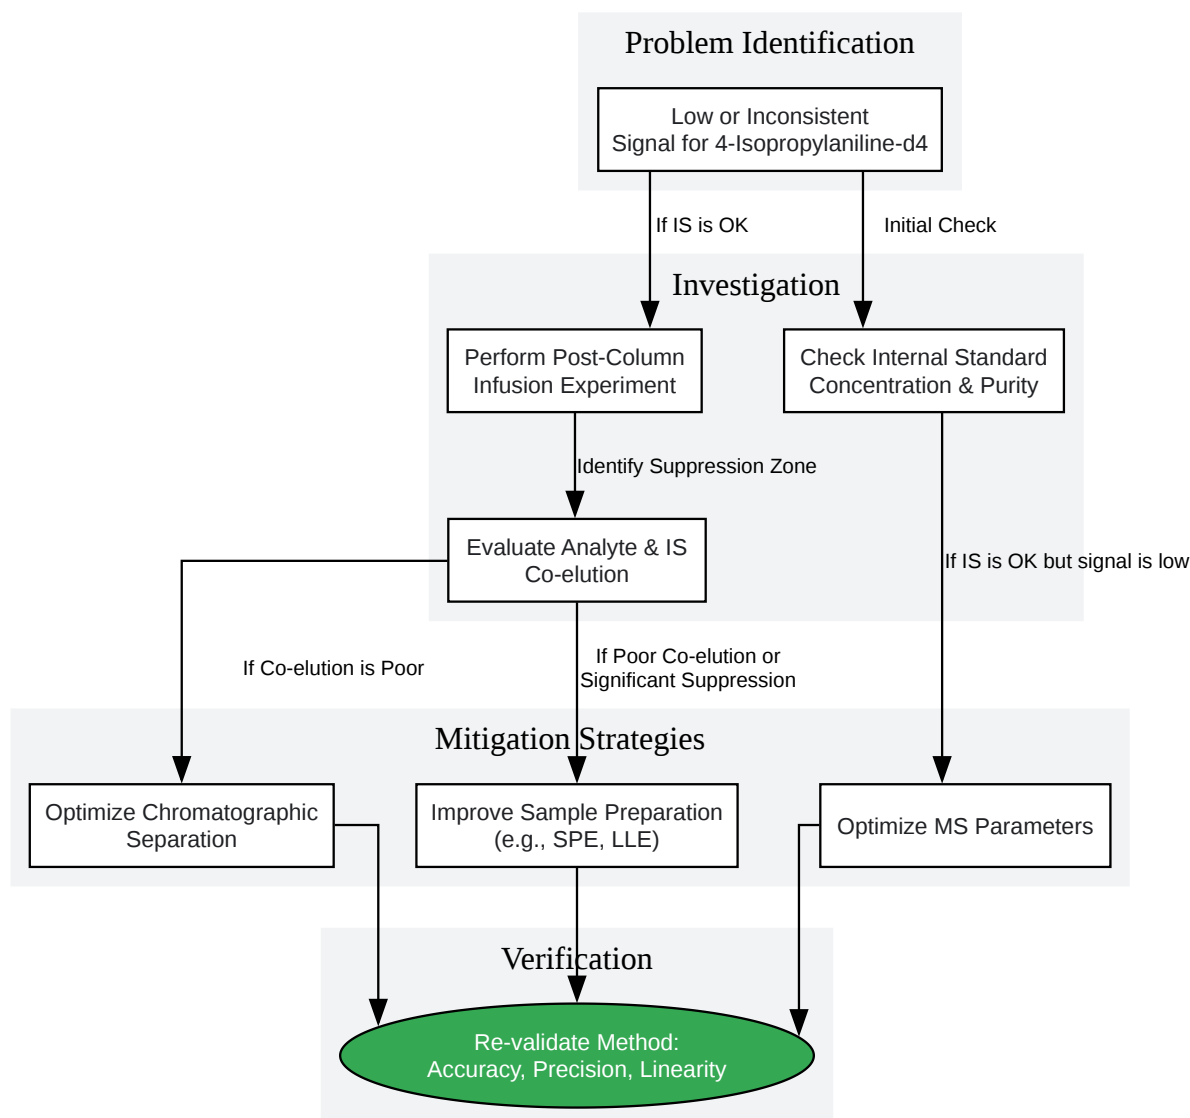 Problem Identification
Low or Inconsistent
Signal for 4-Isopropylaniline-d4
If IS is OK
Initial Check
Investigation
Perform Post-Column
Infusion Experiment
Check Internal Standard
Concentration & Purity
Identify Suppression Zone
Evaluate Analyte & IS
Co-elution
If IS is OK but signal is low
If Co-elution is Poor
If Poor Co-elution or
Significant Suppression
Mitigation Strategies
Optimize Chromatographic
Separation
Improve Sample Preparation
(e.g., SPE, LLE)
Optimize MS Parameters
Verification
Re-validate Method:
Accuracy, Precision, Linearity